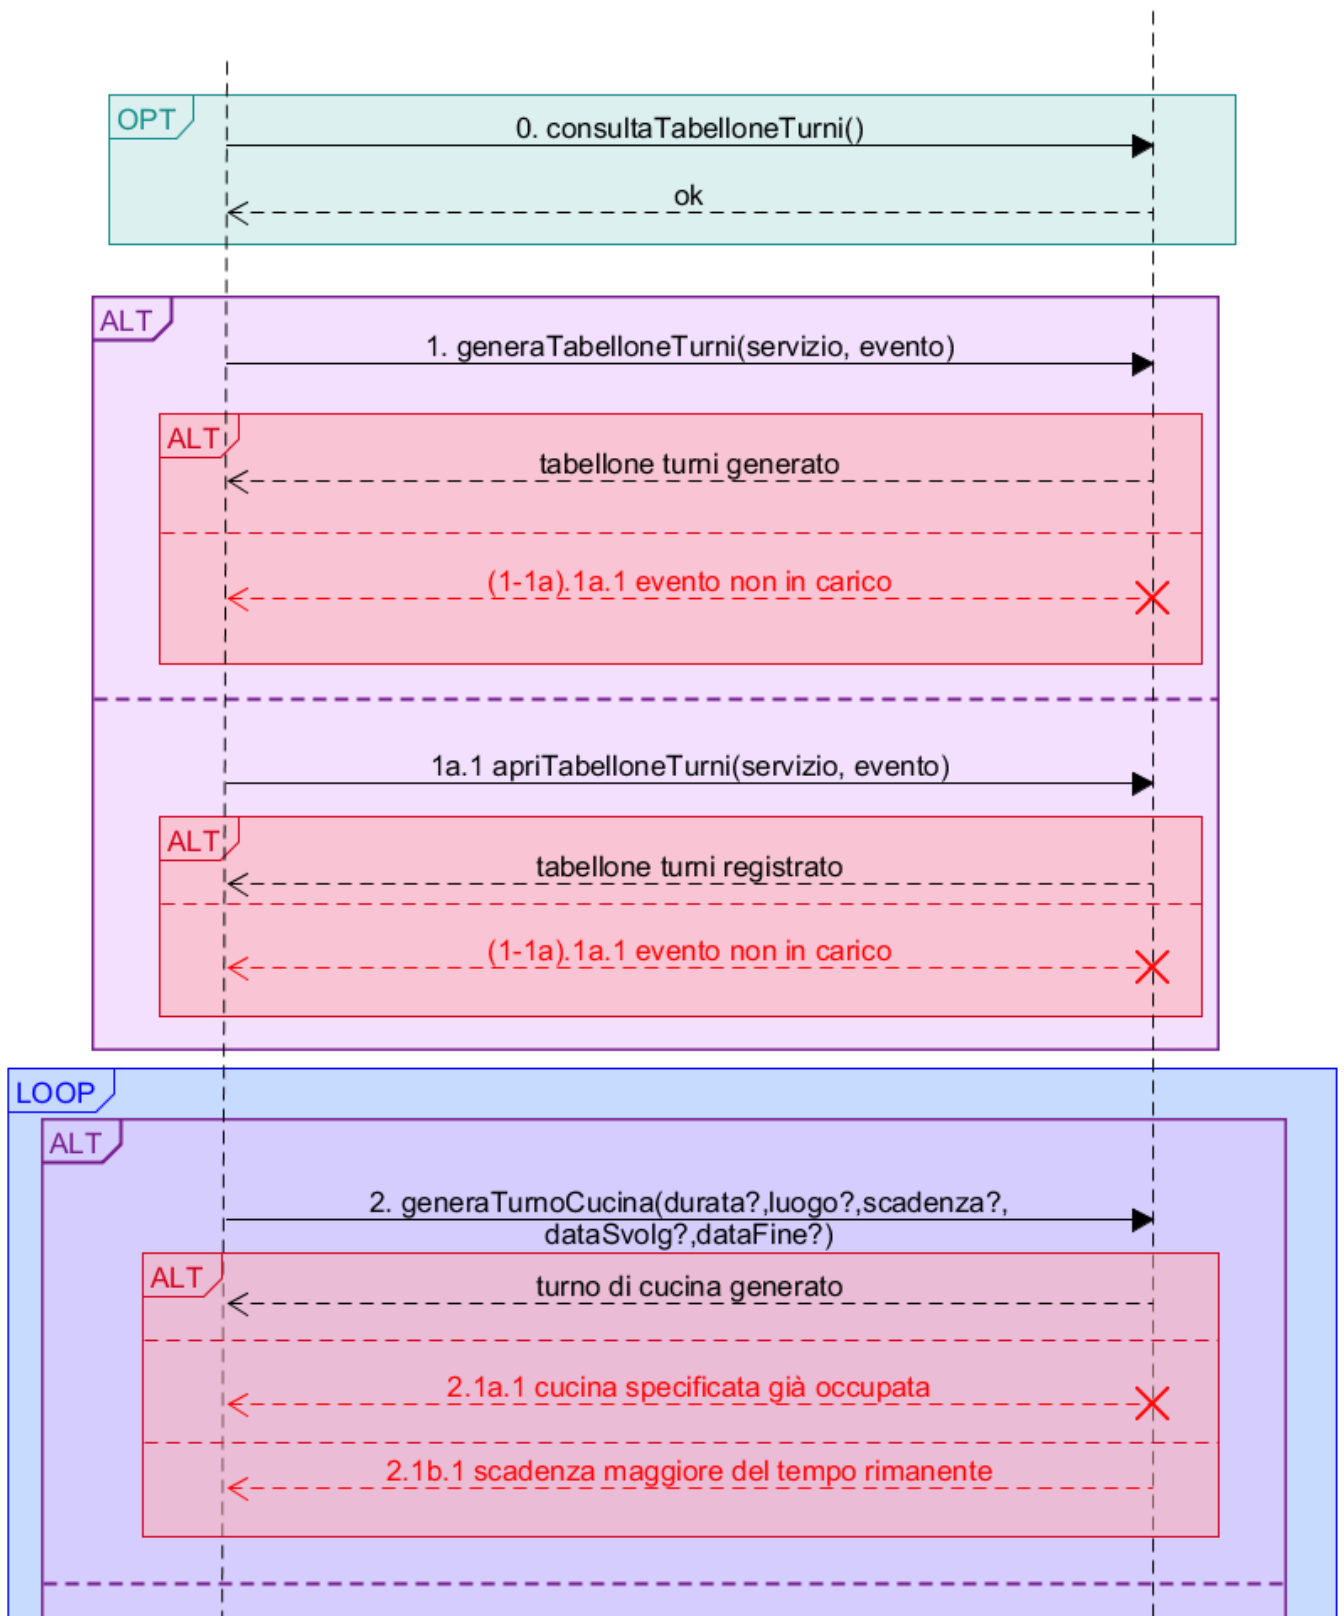 OPT
0. consultaTabelloneTurni()
ok
ALT
1. generaTabelloneTurni(servizio, evento)
ALT
tabellone turni generato
(1-1a).1a.1 evento non in carico
1a.1 apriTabelloneTurni(servizio, evento)
ALT
tabellone turni registrato
(1-1a).1a.1 evento non in carico
LOOP
ALT
2. generaTurnoCucina(durata?,luogo?,scadenza?,
dataSvolg?,dataFine?)
ALT
turno di cucina generato
2.1a.1 cucina specificata già occupata
2.1b.1 scadenza maggiore del tempo rimanente